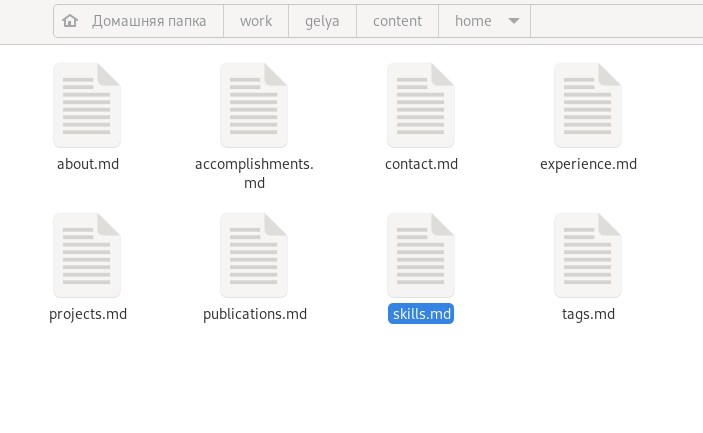 Домашняя папка work gelya content home
about.md accomplishments. contact.md experience.md
md
projects.md publications.md skills.md tags.md